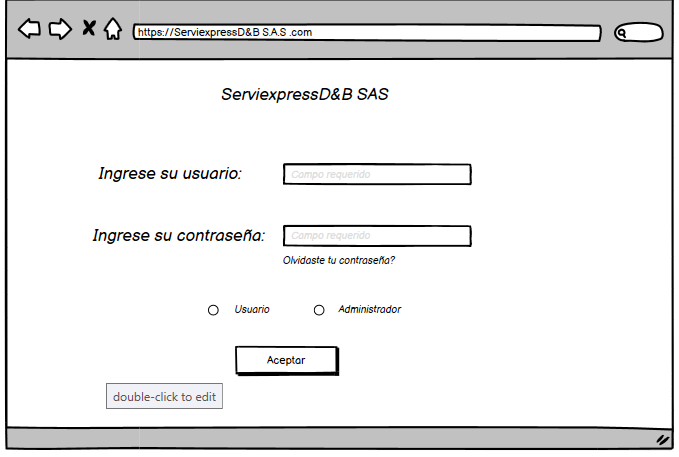 https://ServiexpressD&B S.A.S .com
ServiexpressD&B SAS
Ingrese su usuario:
Campo requerido
Ingrese su contraseña:
Campo requerido
Olvidaste tu contraseña?
Usuario
Administrador
Aceptar
double-click to edit